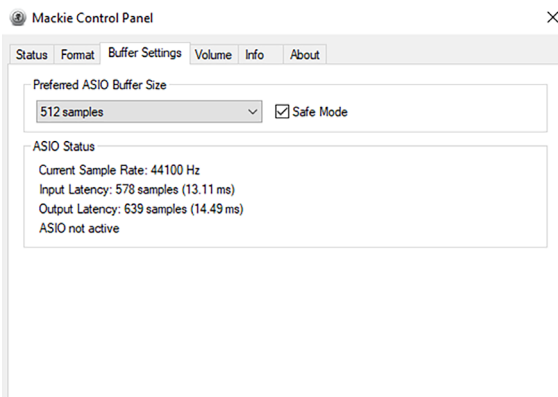 Mackie Control Panel
Status Format Buffer Settings Volume Info About
Preferred ASIO Buffer Size
512 samples Safe Mode
ASIO Status
Current Sample Rate: 44100 Hz
Input Latency: 578 samples (13.11 ms)
Output Latency: 639 samples (14.49 ms)
ASIO not active